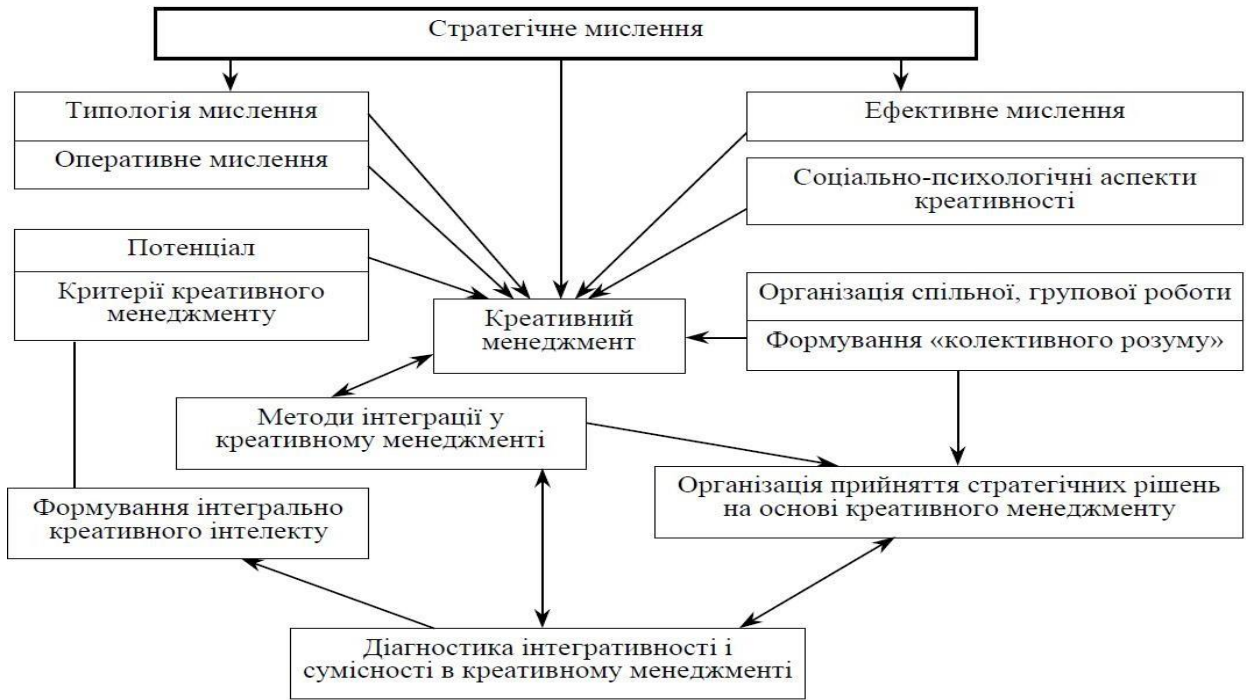 Стратегічне мислення
Типологія мислення
Оперативне мислення
Ефективне мислення
Соціально-психологічні аспекти
креативності
Потенціал
Критерії креативного
менеджменту
Креативний
менеджмент
Організація спільної, групової роботи
Формування «колективного розуму»
Методи інтеграції у
креативному менеджменті
Формування інтегрально
креативного інтелекту
Організація прийняття стратегічних рішень
на основі креативного менеджменту
Діагностика інтегративності і
сумісності в креативному менеджменті